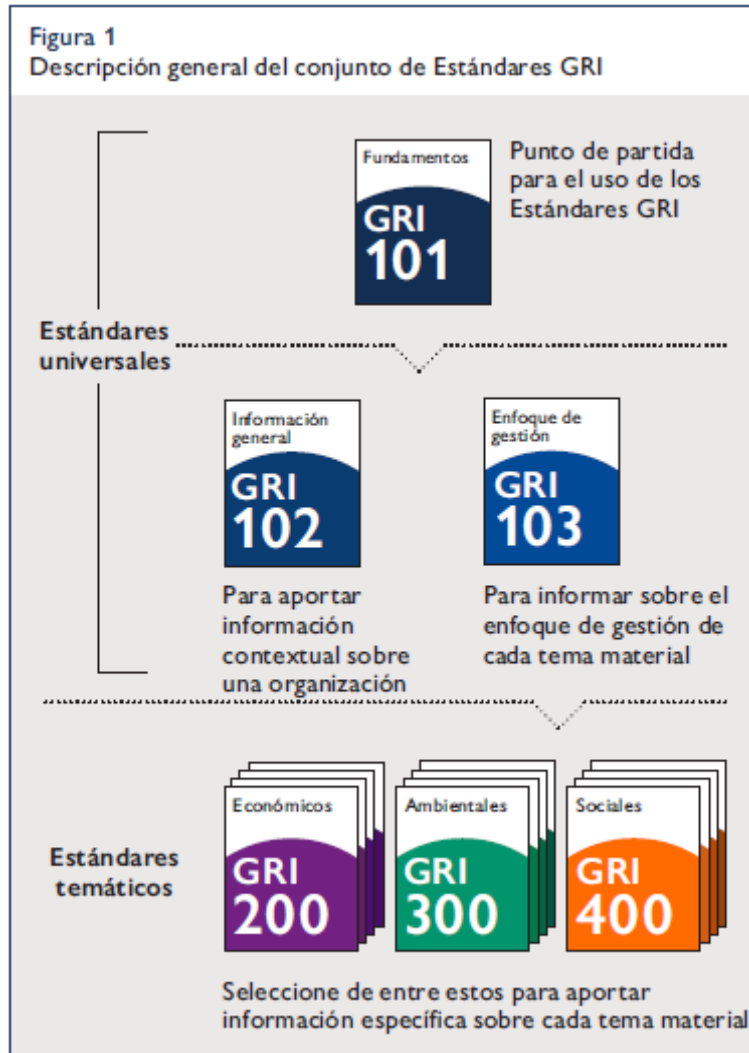 Figura 1
Descripción general del conjunto de Estándares GRI
Fundamentos
GRI
101
Punto de partida
para el uso de los
Estándares GRI
Estándares
universales
Información
general
GRI
102
Enfoque de
gestión
GRI
103
Para aportar
información
contextual sobre
una organización
Para informar sobre el
enfoque de gestión de
cada tema material
Estándares
temáticos
Económicos
GRI
200
Ambientales
GRI
300
Sociales
GRI
400
Seleccione de entre estos para aportar
información específica sobre cada tema material